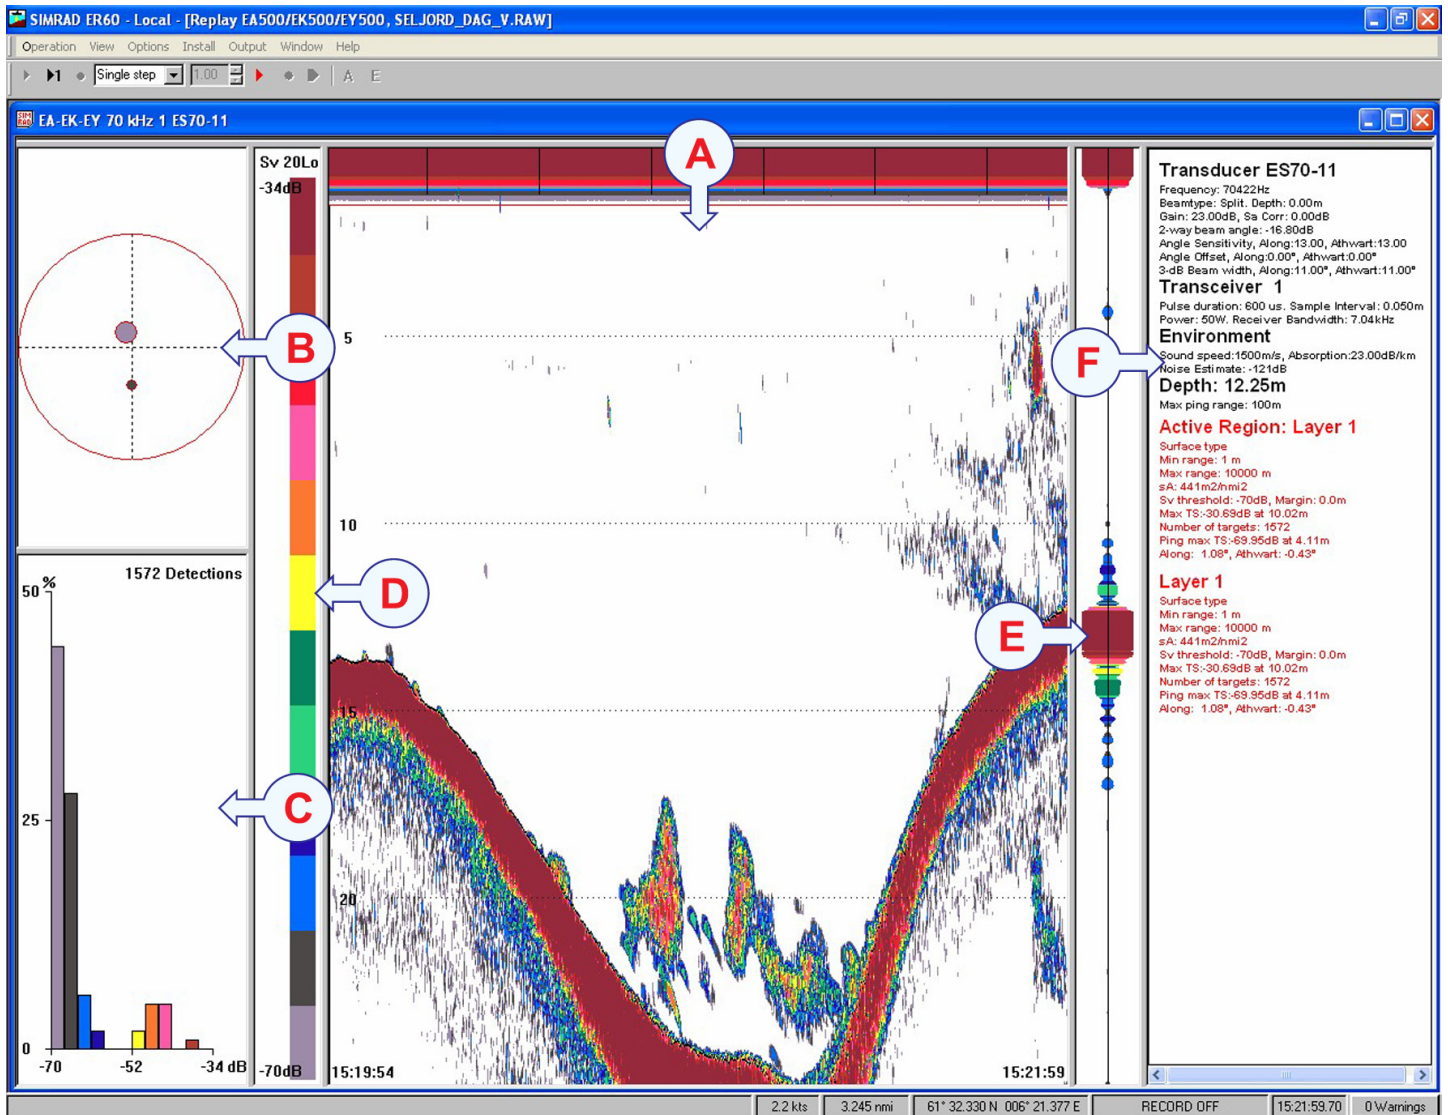 SIMRAD ER60 - Local - [Replay EA500/EK500/EY500, SELJORD_DAG_V.RAW]
Operation View Options Install Output Window Help
1 Single step 1.00 A E
SIM RAD EA-EK-EY 70 kHz 1 ES70-11
Sv 20Lo
-34dB
-70dB
A
B
C
D
E
F
1572 Detections
50 %
25
0
-70 -52 -34 dB
5
10
15
20
15:19:54 15:21:59
Transducer ES70-11
Frequency: 70422Hz
Beamtype: Split. Depth: 0.00m
Gain: 23.00dB, Sa Corr: 0.00dB
2-way beam angle: -16.80dB
Angle Sensitivity, Along:13.00, Athwart:13.00
Angle Offset, Along:0.00°, Athwart:0.00°
3-dB Beam width, Along:11.00°, Athwart:11.00°
Transceiver 1
Pulse duration: 600 us. Sample Interval: 0.050m
Power: 50W. Receiver Bandwidth: 7.04kHz
Environment
Sound speed:1500m/s, Absorption:23.00dB/km
Noise Estimate: -121dB
Depth: 12.25m
Max ping range: 100m
Active Region: Layer 1
Surface type
Min range: 1 m
Max range: 10000 m
sA: 441m2/nmi2
Sv threshold: -70dB, Margin: 0.0m
Max TS:-30.69dB at 10.02m
Number of targets: 1572
Ping max TS:-69.95dB at 4.11m
Along: 1.08°, Athwart: -0.43°
Layer 1
Surface type
Min range: 1 m
Max range: 10000 m
sA: 441m2/nmi2
Sv threshold: -70dB, Margin: 0.0m
Max TS:-30.69dB at 10.02m
Number of targets: 1572
Ping max TS:-69.95dB at 4.11m
Along: 1.08°, Athwart: -0.43°
2.2 kts 3.245 nmi 61° 32.330 N 006° 21.377 E RECORD OFF 15:21:59.70 0 Warnings